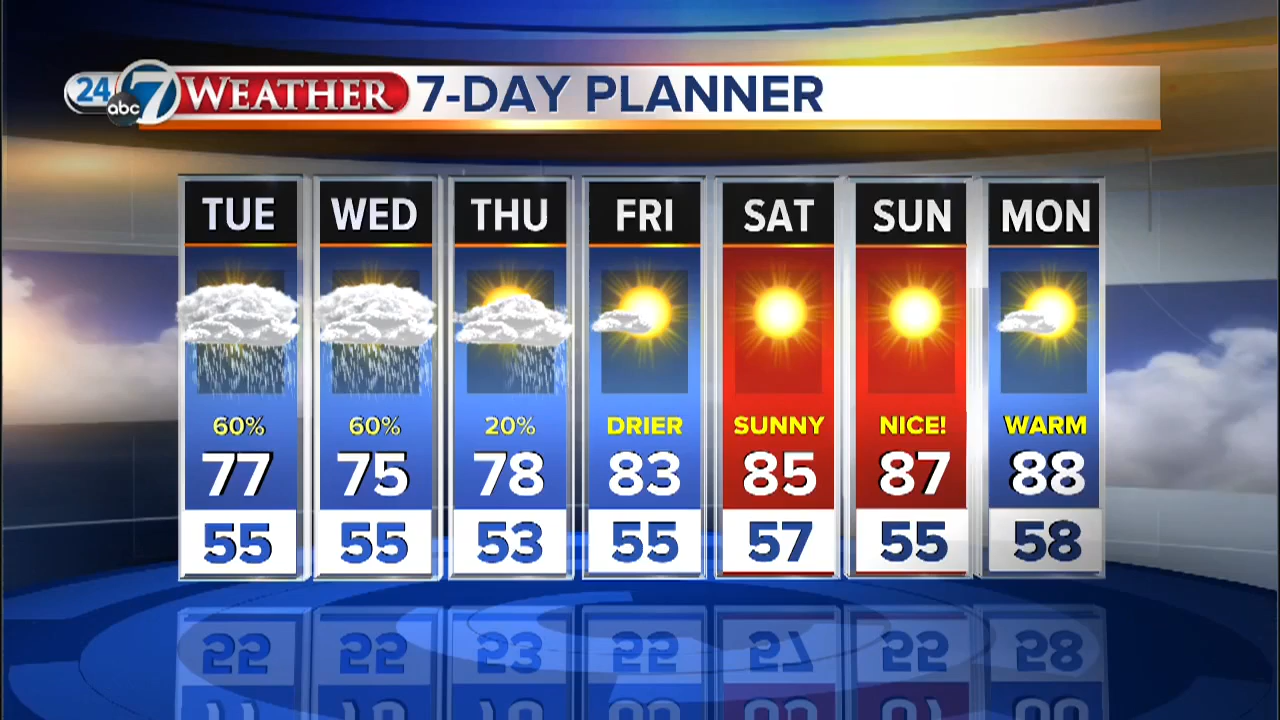 24
abc 7 WEATHER 7-DAY PLANNER
TUE WED THU FRI SAT SUN MON
60% 60% 20% DRIER SUNNY NICE! WARM
77 75 78 83 85 87 88
55 55 53 55 57 55 58